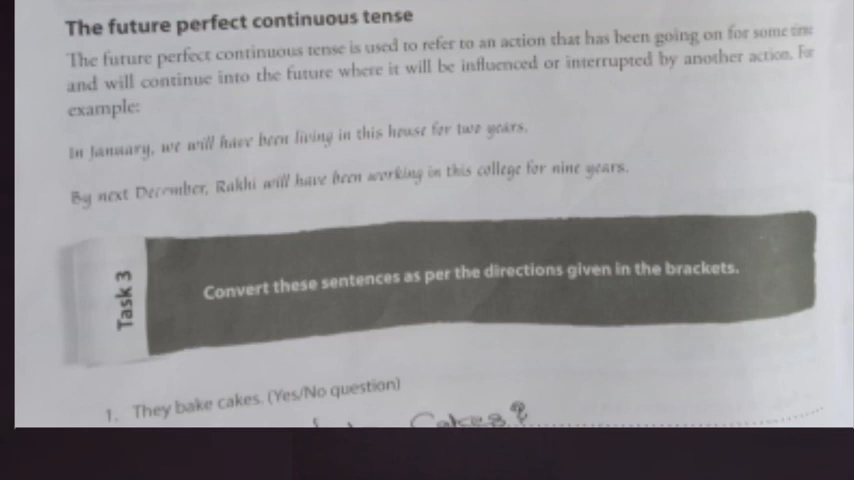 The future perfect continuous tense
The future perfect continuous tense is used to refer to an action that has been going on for some time
and will continue into the future where it will be influenced or interrupted by another action. For
example:
In January, we will have been living in this house for two years.
By next December, Rakhi will have been working in this college for nine years.
Task 3
Convert these sentences as per the directions given in the brackets.
1. They bake cakes. (Yes/No question)
Cakes?